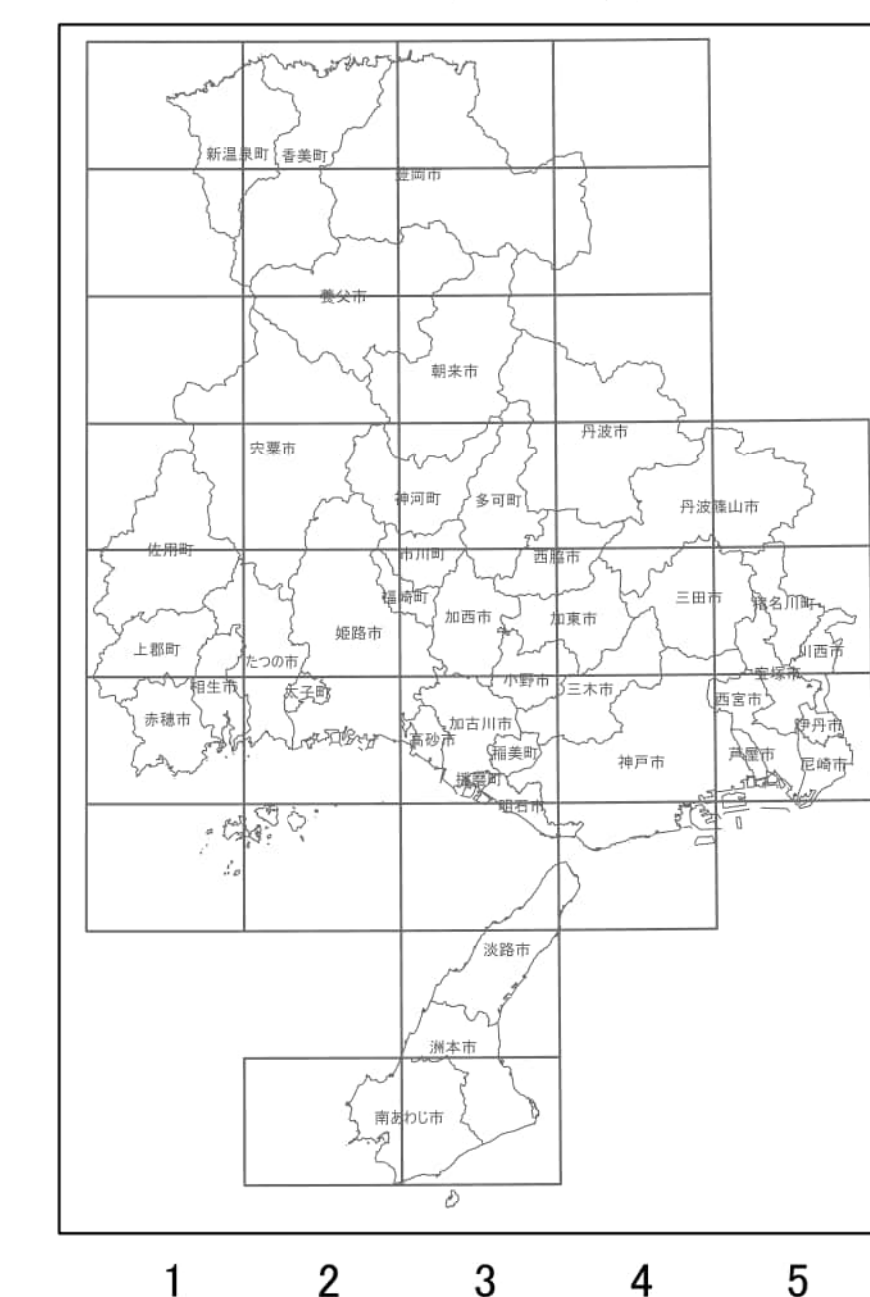 新温泉町
香美町
豊岡市
養父市
朝来市
丹波市
宍粟市
神河町
多可町
丹波篠山市
佐用町
市川町
西脇市
福崎町
加西市
加東市
三田市
猪名川町
姫路市
上郡町
たつの市
川西市
相生市
太子町
小野市
三木市
宝塚市
西宮市
赤穂市
加古川市
高砂市
伊丹市
稲美町
神戸市
芦屋市
尼崎市
播磨町
明石市
淡路市
洲本市
南あわじ市
1 2 3 4 5